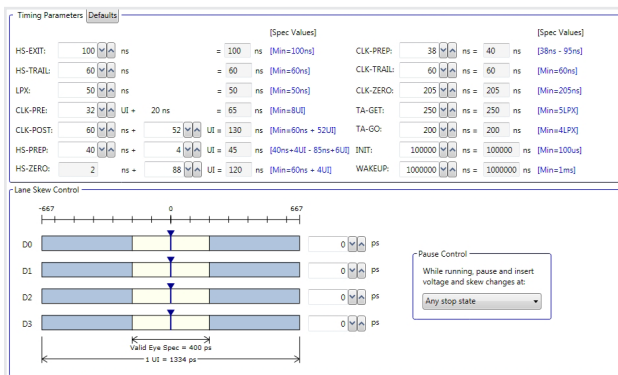 Timing Parameters Defaults
[Spec Values] [Spec Values]
HS-EXIT: 100 ns = 100 ns [Min=100ns] CLK-PREP: 38 ns = 40 ns [38ns - 95ns]
HS-TRAIL: 60 ns = 60 ns [Min=60ns] CLK-TRAIL: 60 ns = 60 ns [Min=60ns]
LPX: 50 ns = 50 ns [Min=50ns] CLK-ZERO: 205 ns = 205 ns [Min=205ns]
CLK-PRE: 32 UI + 20 ns = 65 ns [Min=8UI] TA-GET: 250 ns = 250 ns [Min=5LPX]
CLK-POST: 60 ns + 52 UI = 130 ns [Min=60ns + 52UI] TA-GO: 200 ns = 200 ns [Min=4LPX]
HS-PREP: 40 ns + 4 UI = 45 ns [40ns+4UI - 85ns+6UI] INIT: 100000 ns = 100000 ns [Min=100us]
HS-ZERO: 2 ns + 88 UI = 120 ns [Min=60ns + 4UI] WAKEUP: 1000000 ns = 1000000 ns [Min=1ms]
Lane Skew Control
-667 0 667
D0 0 ps
D1 0 ps
D2 0 ps
D3 0 ps
Valid Eye Spec = 400 ps
1 UI = 1334 ps
Pause Control
While running, pause and insert
voltage and skew changes at:
Any stop state